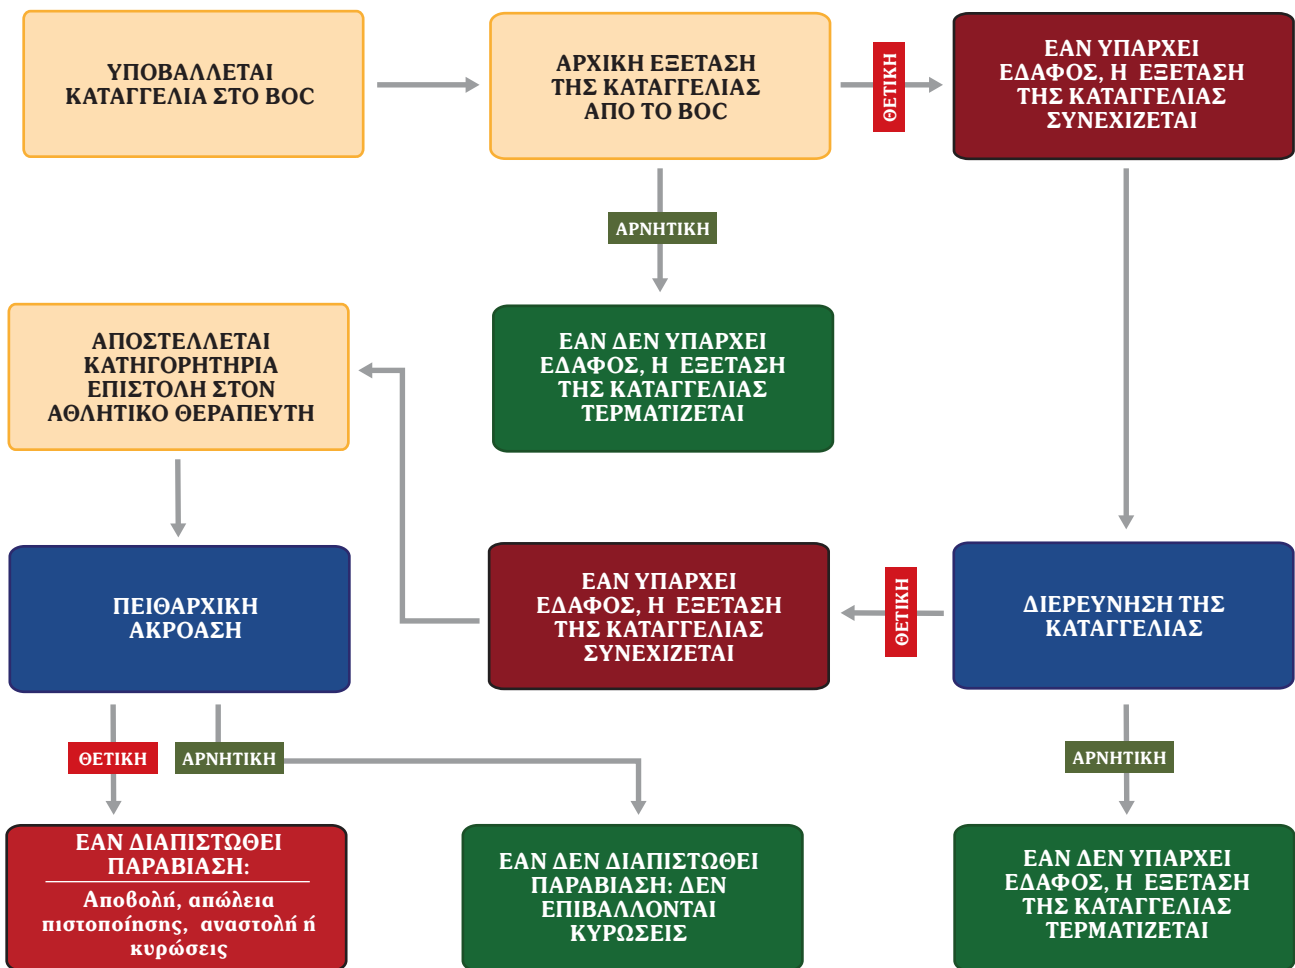 ΥΠΟΒΑΛΛΕΤΑΙ
ΚΑΤΑΓΓΕΛΙΑ ΣΤΟ BOC
ΑΡΧΙΚΗ ΕΞΕΤΑΣΗ
ΤΗΣ ΚΑΤΑΓΓΕΛΙΑΣ
ΑΠΟ ΤΟ BOC
ΘΕΤΙΚΗ
ΕΑΝ ΥΠΑΡΧΕΙ
ΕΔΑΦΟΣ, Η ΕΞΕΤΑΣΗ
ΤΗΣ ΚΑΤΑΓΓΕΛΙΑΣ
ΣΥΝΕΧΙΖΕΤΑΙ
ΑΡΝΗΤΙΚΗ
ΕΑΝ ΔΕΝ ΥΠΑΡΧΕΙ
ΕΔΑΦΟΣ, Η ΕΞΕΤΑΣΗ
ΤΗΣ ΚΑΤΑΓΓΕΛΙΑΣ
ΤΕΡΜΑΤΙΖΕΤΑΙ
ΑΠΟΣΤΕΛΛΕΤΑΙ
ΚΑΤΗΓΟΡΗΤΗΡΙΑ
ΕΠΙΣΤΟΛΗ ΣΤΟΝ
ΑΘΛΗΤΙΚΟ ΘΕΡΑΠΕΥΤΗ
ΠΕΙΘΑΡΧΙΚΗ
ΑΚΡΟΑΣΗ
ΕΑΝ ΥΠΑΡΧΕΙ
ΕΔΑΦΟΣ, Η ΕΞΕΤΑΣΗ
ΤΗΣ ΚΑΤΑΓΓΕΛΙΑΣ
ΣΥΝΕΧΙΖΕΤΑΙ
ΘΕΤΙΚΗ
ΔΙΕΡΕΥΝΗΣΗ ΤΗΣ
ΚΑΤΑΓΓΕΛΙΑΣ
ΘΕΤΙΚΗ
ΑΡΝΗΤΙΚΗ
ΑΡΝΗΤΙΚΗ
ΕΑΝ ΔΙΑΠΙΣΤΩΘΕΙ
ΠΑΡΑΒΙΑΣΗ:
Αποβολή, απώλεια
πιστοποίησης, αναστολή ή
κυρώσεις
ΕΑΝ ΔΕΝ ΔΙΑΠΙΣΤΩΘΕΙ
ΠΑΡΑΒΙΑΣΗ: ΔΕΝ
ΕΠΙΒΑΛΛΟΝΤΑΙ
ΚΥΡΩΣΕΙΣ
ΕΑΝ ΔΕΝ ΥΠΑΡΧΕΙ
ΕΔΑΦΟΣ, Η ΕΞΕΤΑΣΗ
ΤΗΣ ΚΑΤΑΓΓΕΛΙΑΣ
ΤΕΡΜΑΤΙΖΕΤΑΙ